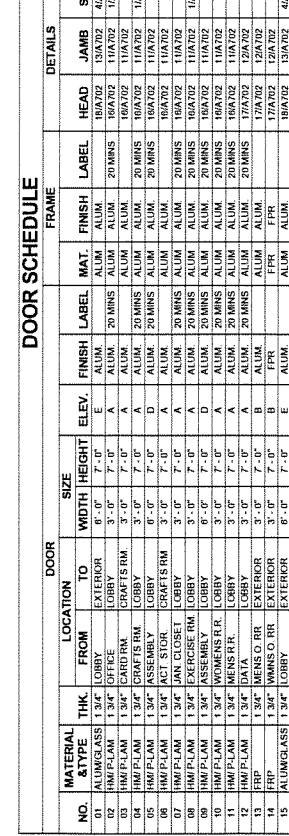 DOOR SCHEDULE
DOOR FRAME DETAILS
MATERIAL LOCATION SIZE
NO. &TYPE THK. FROM TO WIDTH HEIGHT ELEV. FINISH LABEL MAT. FINISH LABEL HEAD JAMB
01 ALUM/GLASS 1 3/4" LOBBY EXTERIOR 6' - 0" 7' - 0" E ALUM. ALUM ALUM. 18/A702 13/A702
02 HM/ P-LAM 1 3/4" OFFICE LOBBY 3' - 0" 7' - 0" A ALUM. 20 MINS ALUM ALUM. 20 MINS 16/A702 11/A702
03 HM/ P-LAM 1 3/4" CARD RM. CRAFTS RM 3' - 0" 7' - 0" A ALUM. ALUM ALUM. 16/A702 11/A702
04 HM/ P-LAM 1 3/4" CRAFTS RM. LOBBY 3' - 0" 7' - 0" A ALUM. 20 MINS ALUM ALUM. 20 MINS 16/A702 11/A702
05 HM/ P-LAM 1 3/4" ASSEMBLY LOBBY 6' - 0" 7' - 0" D ALUM. 20 MINS ALUM ALUM. 20 MINS 16/A702 11/A702
06 HM/ P-LAM 1 3/4" ACT. STOR. CRAFTS RM 3' - 0" 7' - 0" A ALUM. ALUM ALUM. 16/A702 11/A702
07 HM/ P-LAM 1 3/4" JAN. CLOSET LOBBY 3' - 0" 7' - 0" A ALUM. 20 MINS ALUM ALUM. 20 MINS 16/A702 11/A702
08 HM/ P-LAM 1 3/4" EXERCISE RM. LOBBY 3' - 0" 7' - 0" A ALUM. 20 MINS ALUM ALUM. 20 MINS 16/A702 11/A702
09 HM/ P-LAM 1 3/4" ASSEMBLY LOBBY 6' - 0" 7' - 0" D ALUM. 20 MINS ALUM ALUM. 20 MINS 16/A702 11/A702
10 HM/ P-LAM 1 3/4" WOMENS R.R. LOBBY 3' - 0" 7' - 0" A ALUM. 20 MINS ALUM ALUM. 20 MINS 16/A702 11/A702
11 HM/ P-LAM 1 3/4" MENS R.R. LOBBY 3' - 0" 7' - 0" A ALUM. 20 MINS ALUM ALUM. 20 MINS 16/A702 11/A702
12 HM/ P-LAM 1 3/4" DATA LOBBY 3' - 0" 7' - 0" A ALUM. 20 MINS ALUM ALUM. 20 MINS 17/A702 12/A702
13 FRP 1 3/4" MENS O. RR EXTERIOR 3' - 0" 7' - 0" B ALUM. ALUM ALUM. 17/A702 12/A702
14 FRP 1 3/4" WMNS O. RR EXTERIOR 3' - 0" 7' - 0" B FPR FPR FPR 17/A702 12/A702
15 ALUM/GLASS 1 3/4" LOBBY EXTERIOR 6' - 0" 7' - 0" E ALUM. ALUM ALUM. 18/A702 13/A702